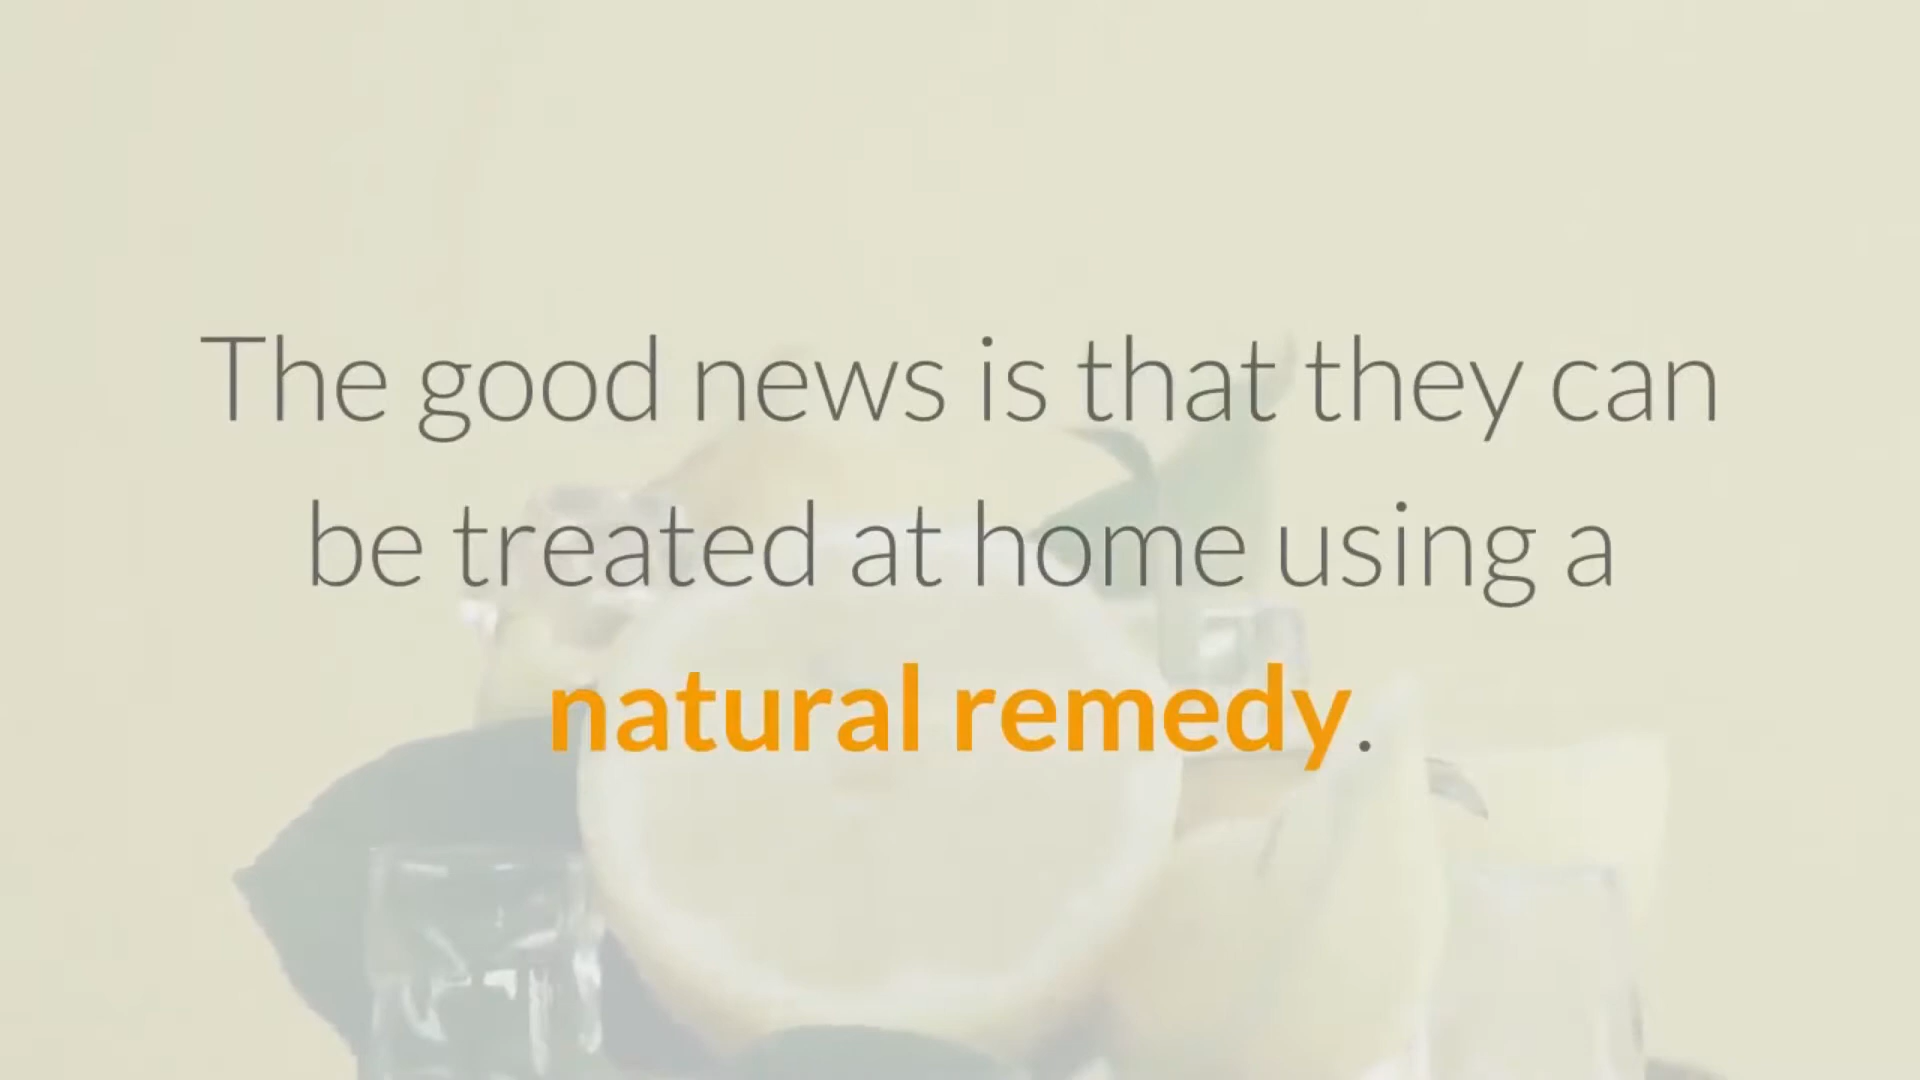 The good news is that they can
be treated at home using a
natural remedy.